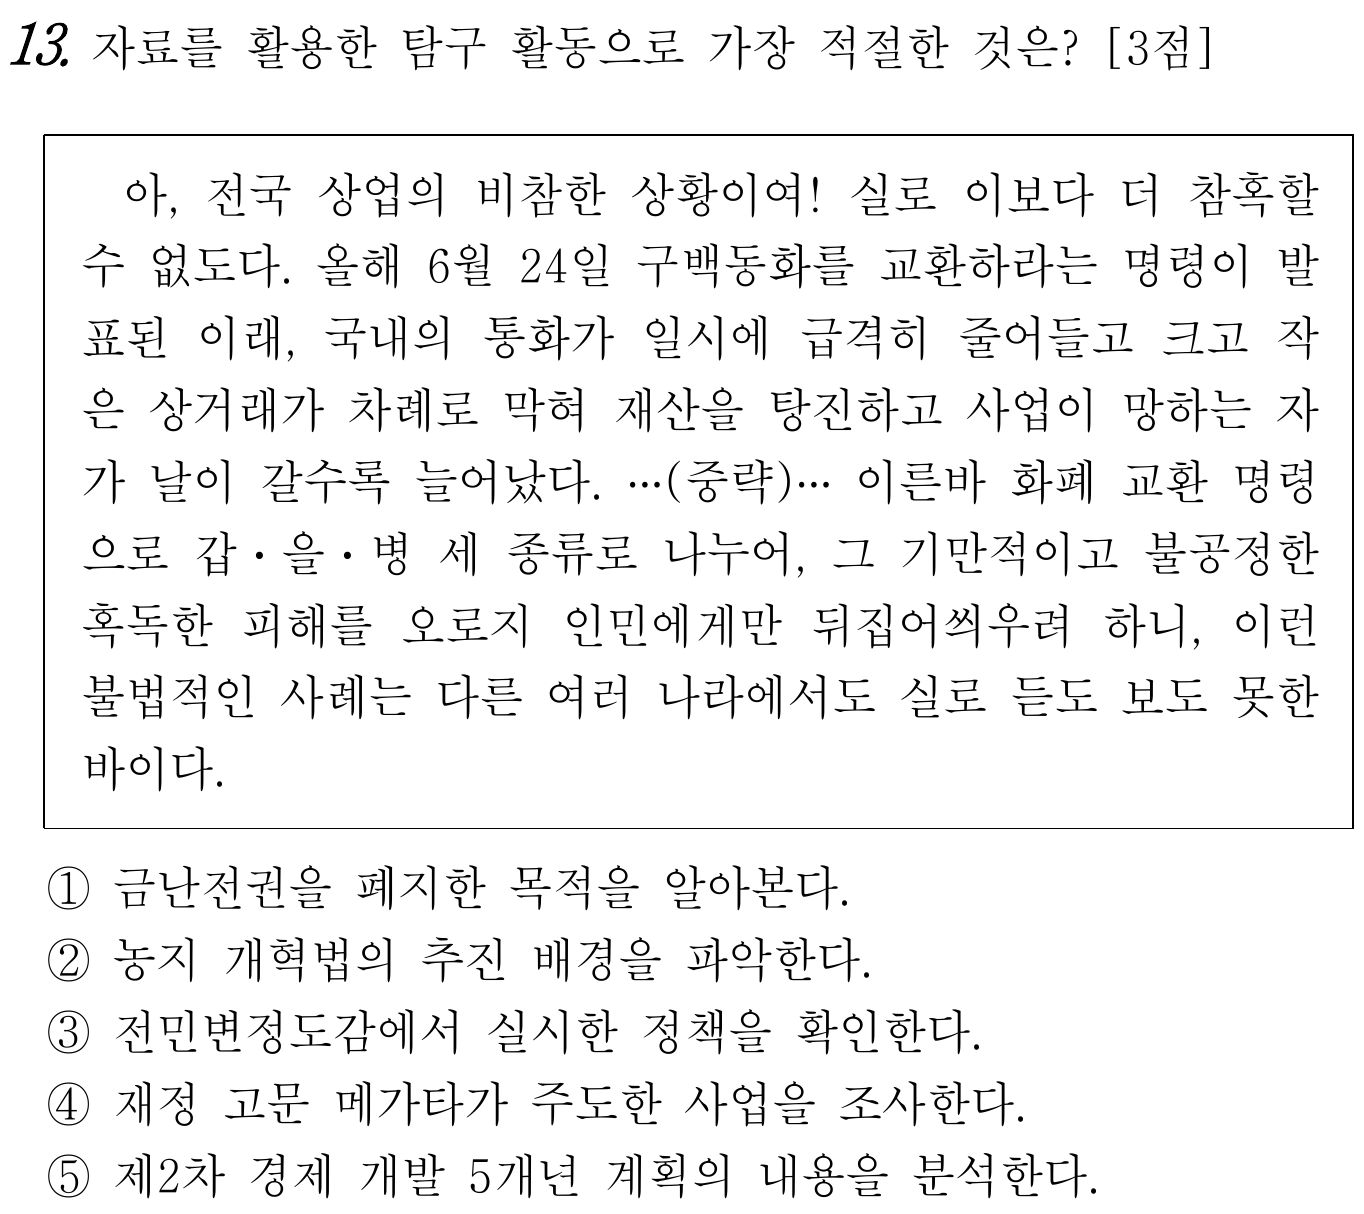 13. 자료를 활용한 탐구 활동으로 가장 적절한 것은? [3점]
아, 전국 상업의 비참한 상황이여! 실로 이보다 더 참혹할
수 없도다. 올해 6월 24일 구백동화를 교환하라는 명령이 발
표된 이래, 국내의 통화가 일시에 급격히 줄어들고 크고 작
은 상거래가 차례로 막혀 재산을 탕진하고 사업이 망하는 자
가 날이 갈수록 늘어났다. …(중략)… 이른바 화폐 교환 명령
으로 갑·을·병 세 종류로 나누어, 그 기만적이고 불공정한
혹독한 피해를 오로지 인민에게만 뒤집어씌우려 하니, 이런
불법적인 사례는 다른 여러 나라에서도 실로 듣도 보도 못한
바이다.
① 금난전권을 폐지한 목적을 알아본다.
② 농지 개혁법의 추진 배경을 파악한다.
③ 전민변정도감에서 실시한 정책을 확인한다.
④ 재정 고문 메가타가 주도한 사업을 조사한다.
⑤ 제2차 경제 개발 5개년 계획의 내용을 분석한다.